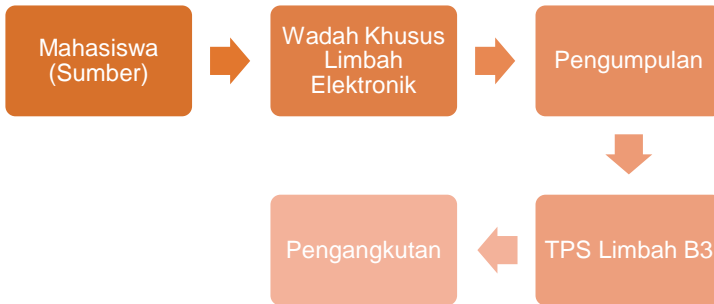 Mahasiswa
(Sumber)
Wadah Khusus
Limbah
Elektronik
Pengumpulan
TPS Limbah B3
Pengangkutan